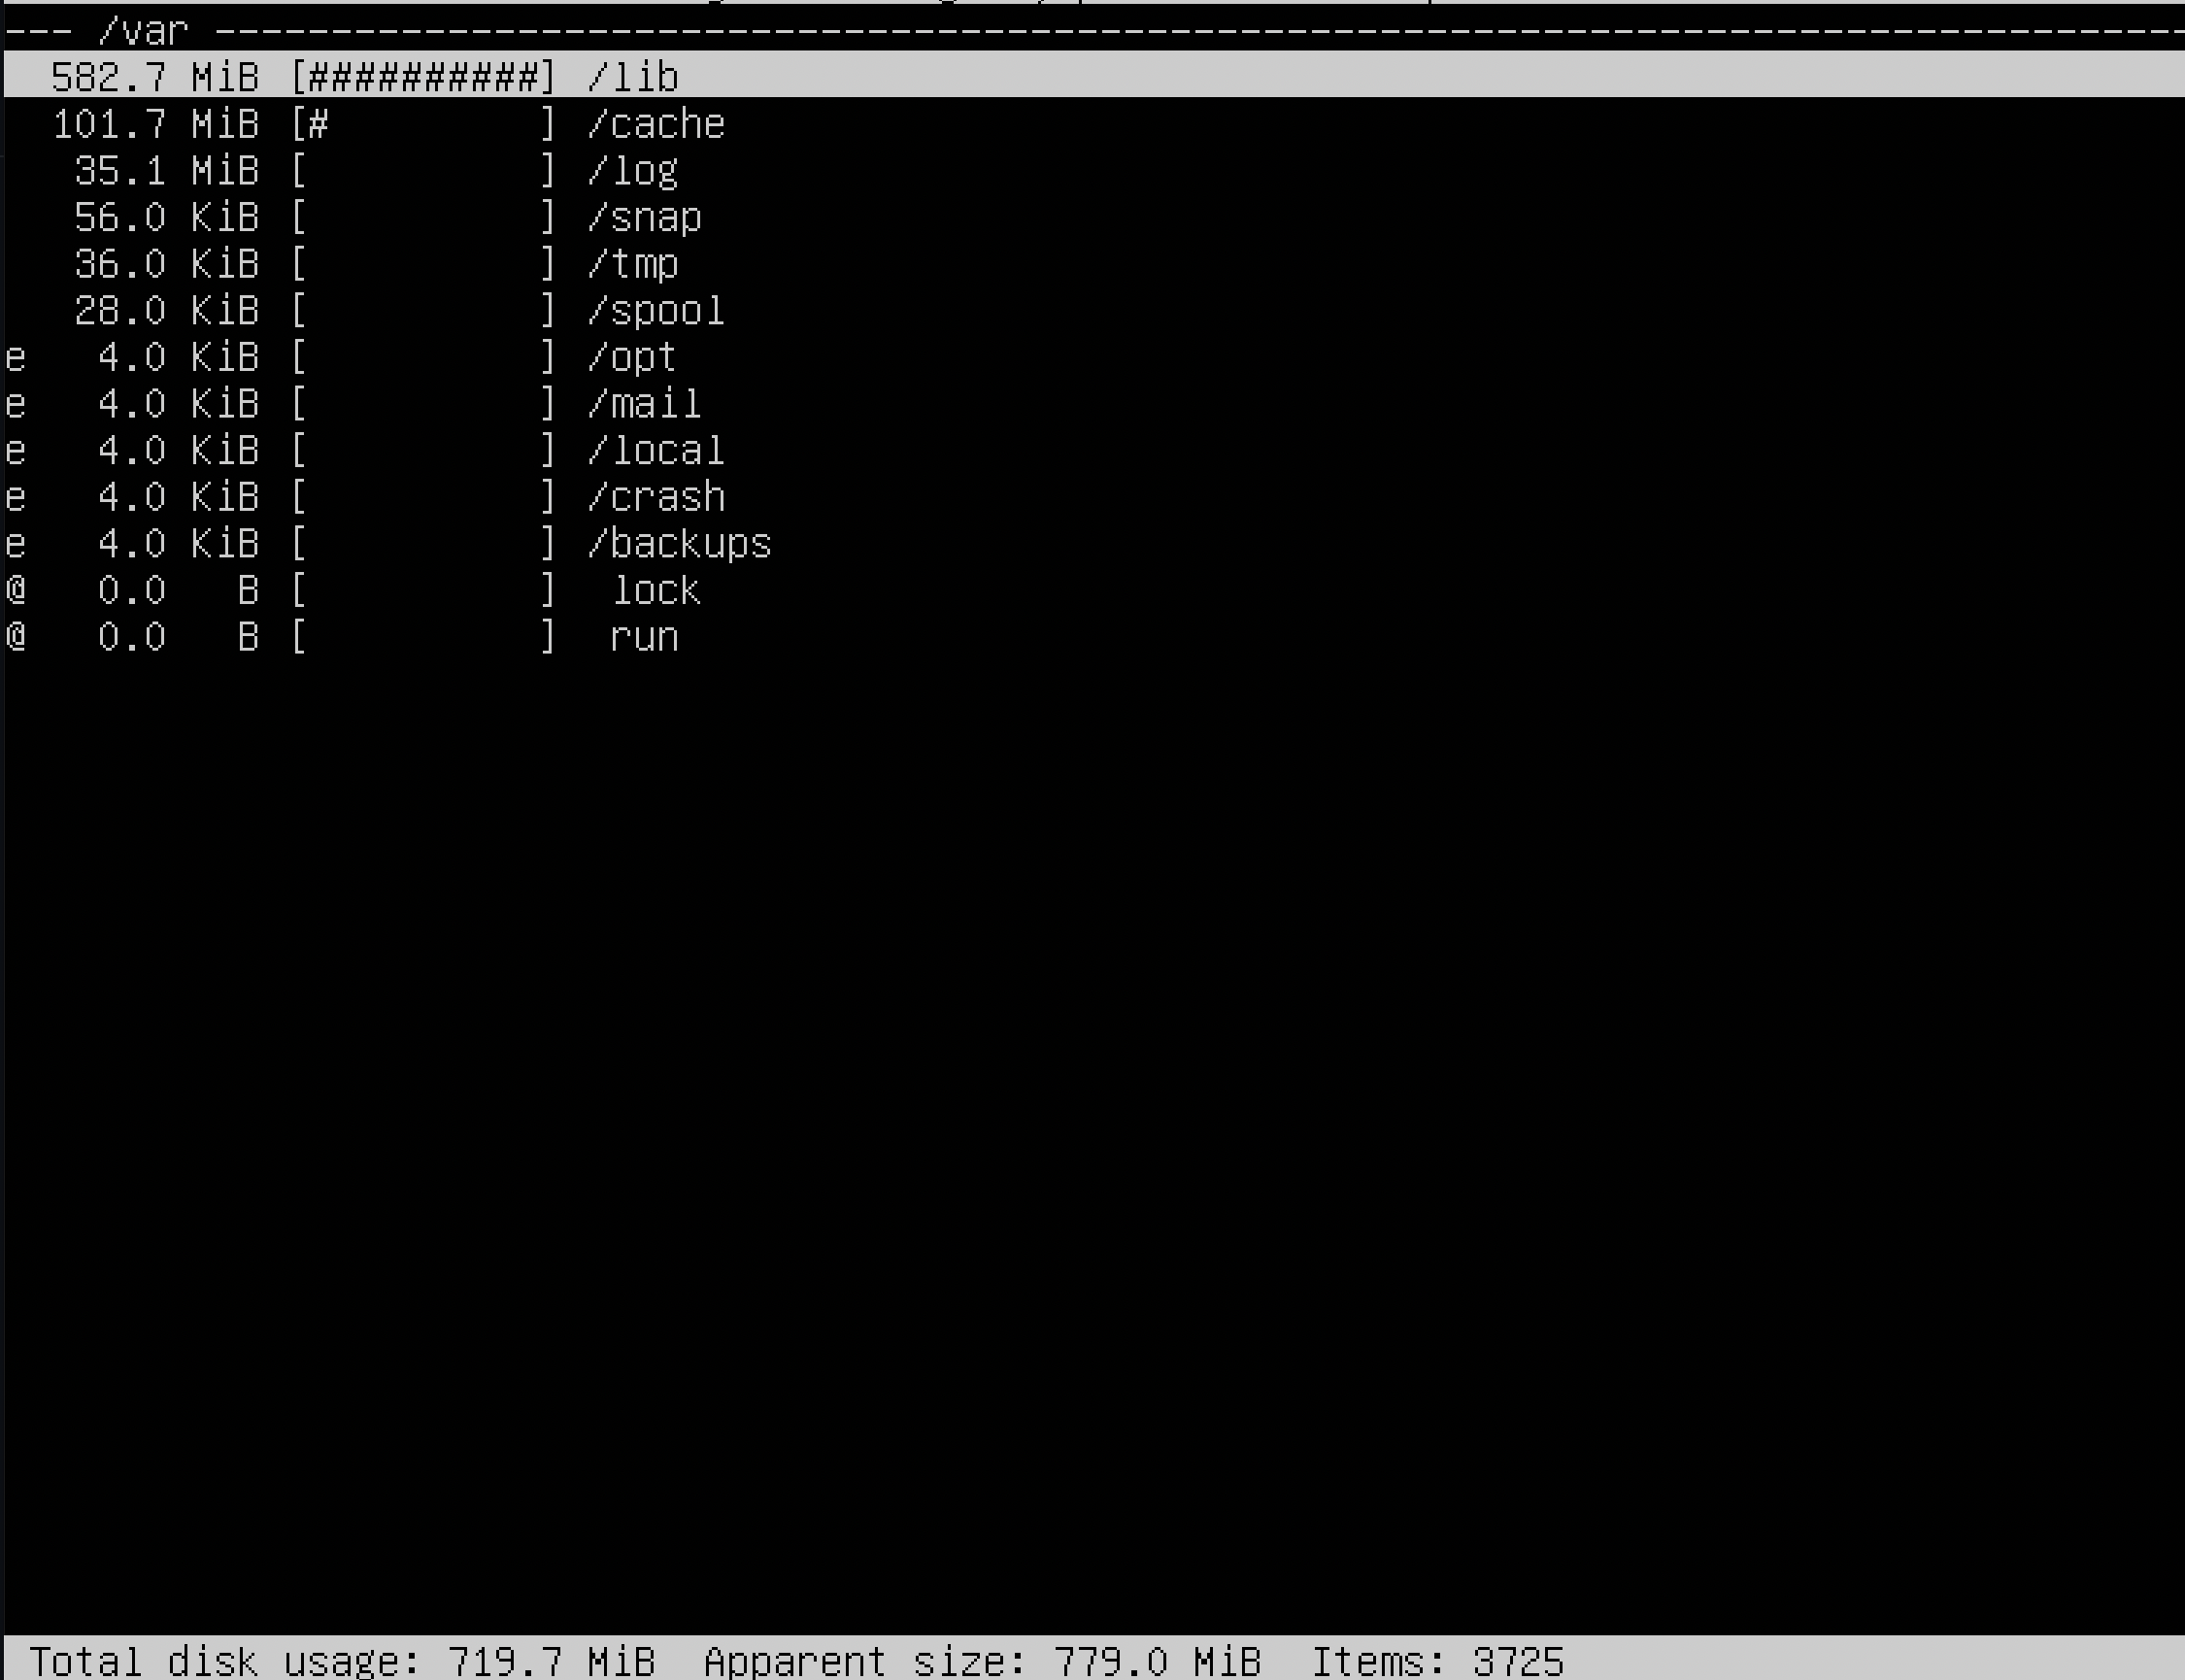 --- /var ----------------------------------------------------------------------------------
  582.7 MiB [##########] /lib
  101.7 MiB [#         ] /cache
   35.1 MiB [          ] /log
   56.0 KiB [          ] /snap
   36.0 KiB [          ] /tmp
   28.0 KiB [          ] /spool
e   4.0 KiB [          ] /opt
e   4.0 KiB [          ] /mail
e   4.0 KiB [          ] /local
e   4.0 KiB [          ] /crash
e   4.0 KiB [          ] /backups
@   0.0   B [          ]  lock
@   0.0   B [          ]  run
Total disk usage: 719.7 MiB  Apparent size: 779.0 MiB  Items: 3725